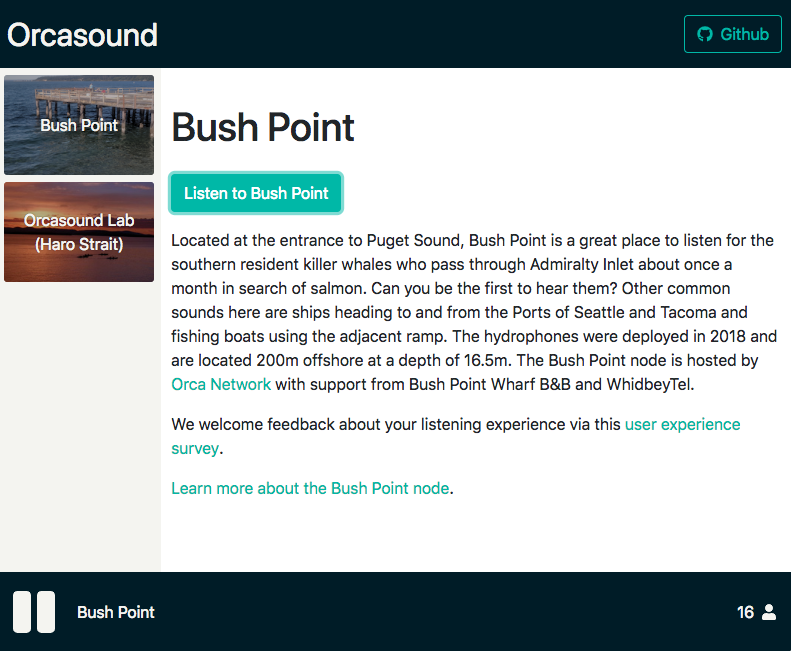 Orcasound
Github
Bush Point
Orcasound Lab
(Haro Strait)
Bush Point
Listen to Bush Point
Located at the entrance to Puget Sound, Bush Point is a great place to listen for the
southern resident killer whales who pass through Admiralty Inlet about once a
month in search of salmon. Can you be the first to hear them? Other common
sounds here are ships heading to and from the Ports of Seattle and Tacoma and
fishing boats using the adjacent ramp. The hydrophones were deployed in 2018 and
are located 200m offshore at a depth of 16.5m. The Bush Point node is hosted by
Orca Network with support from Bush Point Wharf B&B and WhidbeyTel.
We welcome feedback about your listening experience via this user experience
survey.
Learn more about the Bush Point node.
Bush Point
16